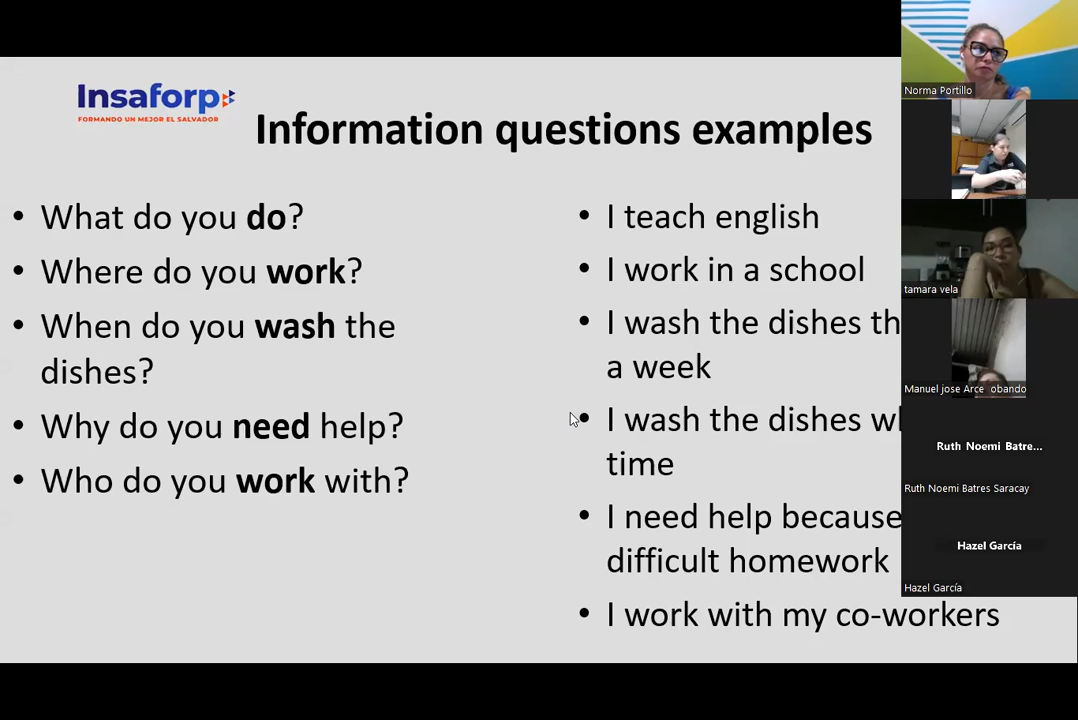 Insaforp
FORMANDO UN MEJOR EL SALVADOR
Information questions examples
• What do you do?
• Where do you work?
• When do you wash the
dishes?
• Why do you need help?
• Who do you work with?
• I teach english
• I work in a school
• I wash the dishes
a week
• I wash the dishes
time
• I need help because
difficult homework
• I work with my co-workers
Norma Portillo
tamara vela
Manuel jose Arce obando
Ruth Noemi Batre...
Ruth Noemi Batres Saracay
Hazel García
Hazel García